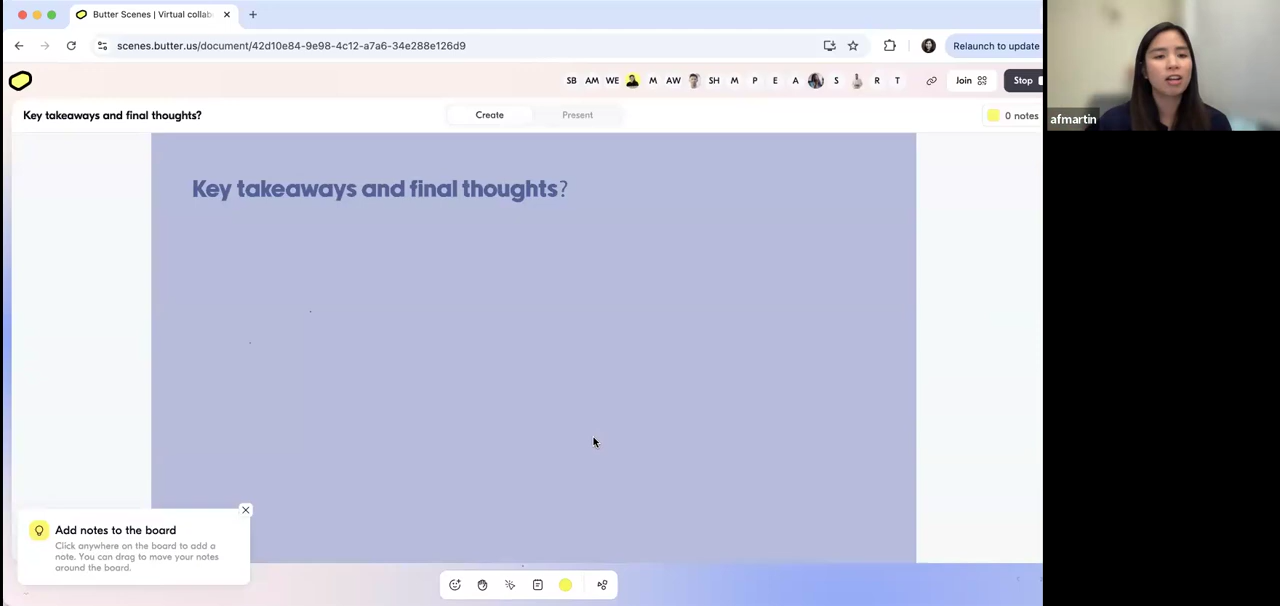 Butter Scenes | Virtual collab
scenes.butter.us/document/42d10e84-9e98-4c12-a7a6-34e288e126d9
Relaunch to update
SB AM WE M AW SH M P E A S R T
Join
Stop
Key takeaways and final thoughts?
Create
Present
0 notes
afmartin
Key takeaways and final thoughts?
Add notes to the board
Click anywhere on the board to add a
note. You can drag to move your notes
around the board.